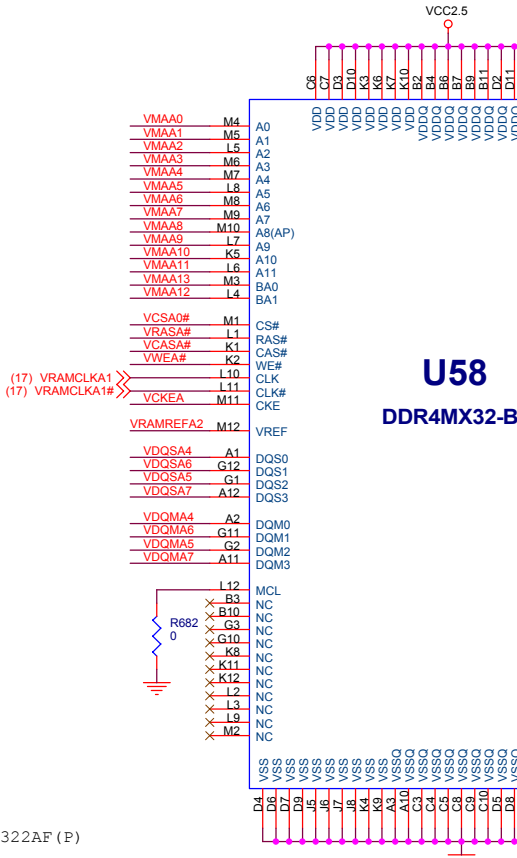 VCC2.5
C6 C7 D3 D10 K3 K6 K7 K10 B2 B4 B6 B7 B9 B11 D2 D11
VDD VDD VDD VDD VDD VDD VDD VDD VDDQ VDDQ VDDQ VDDQ VDDQ VDDQ VDDQ VDDQ
VMAA0 M4 A0
VMAA1 M5 A1
VMAA2 L5 A2
VMAA3 M6 A3
VMAA4 M7 A4
VMAA5 L8 A5
VMAA6 M8 A6
VMAA7 M9 A7
VMAA8 M10 A8(AP)
VMAA9 L7 A9
VMAA10 K5 A10
VMAA11 L6 A11
VMAA13 M3 BA0
VMAA12 L4 BA1
VCSA0# M1 CS#
VRASA# L1 RAS#
VCASA# K1 CAS#
VWEA# K2 WE#
(17) VRAMCLKA1 L10 CLK
(17) VRAMCLKA1# L11 CLK#
VCKEA M11 CKE
U58
DDR4MX32-B
VRAMREFA2 M12 VREF
VDQSA4 A1 DQS0
VDQSA6 G12 DQS1
VDQSA5 G1 DQS2
VDQSA7 A12 DQS3
VDQMA4 A2 DQM0
VDQMA6 G11 DQM1
VDQMA5 G2 DQM2
VDQMA7 A11 DQM3
L12 MCL
B3 NC
B10 NC
R682
0
G3 NC
G10 NC
K8 NC
K11 NC
K12 NC
L2 NC
L3 NC
L9 NC
M2 NC
VSS VSS VSS VSS VSS VSS VSS VSS VSS VSS VSSQ VSSQ VSSQ VSSQ VSSQ VSSQ VSSQ VSSQ VSSQ VSSQ
D4 D6 D7 D9 J5 J6 J7 J8 K4 K9 A3 A10 C3 C4 C5 C8 C9 C10 D5 D8
322AF(P)